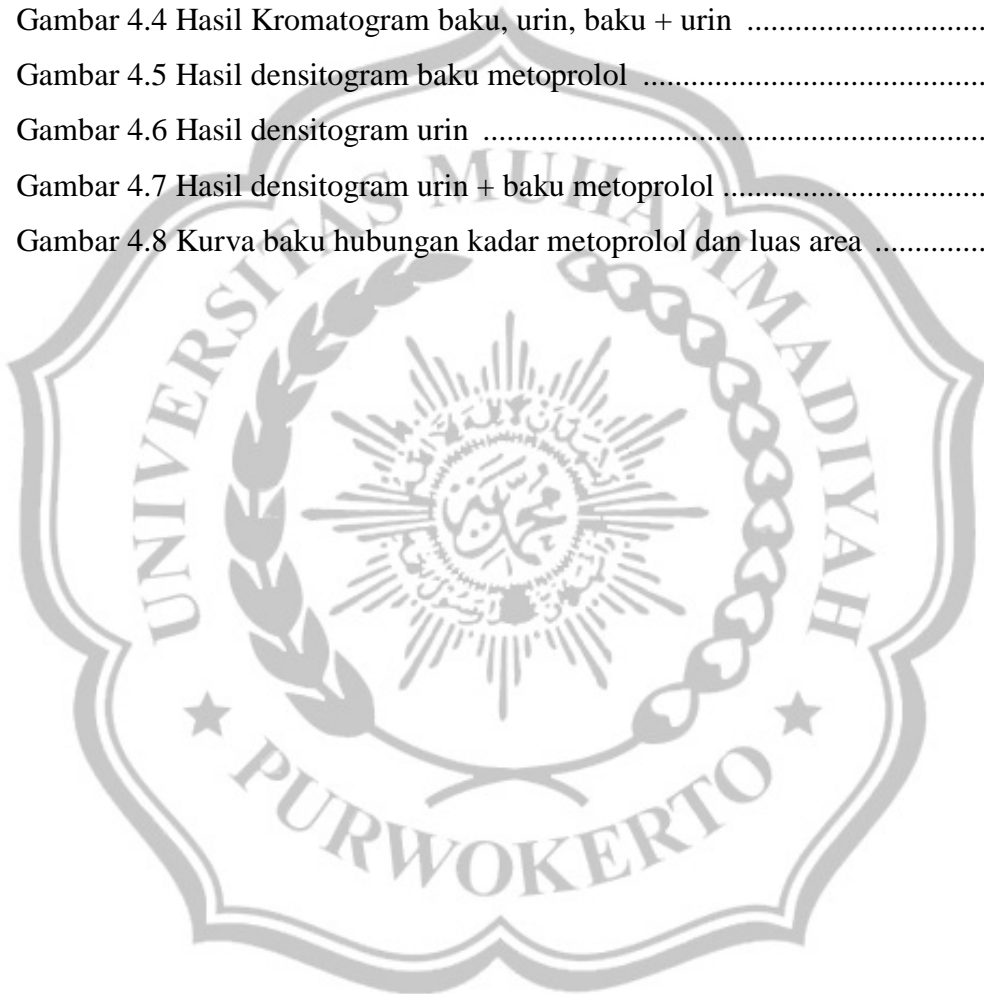 Gambar 4.4 Hasil Kromatogram baku, urin, baku + urin ..............................
Gambar 4.5 Hasil densitogram baku metoprolol ...........................................
Gambar 4.6 Hasil densitogram urin ...............................................................
Gambar 4.7 Hasil densitogram urin + baku metoprolol .................................
Gambar 4.8 Kurva baku hubungan kadar metoprolol dan luas area ..............
UNIVERSITAS MUHAMMADIYAH
PURWOKERTO